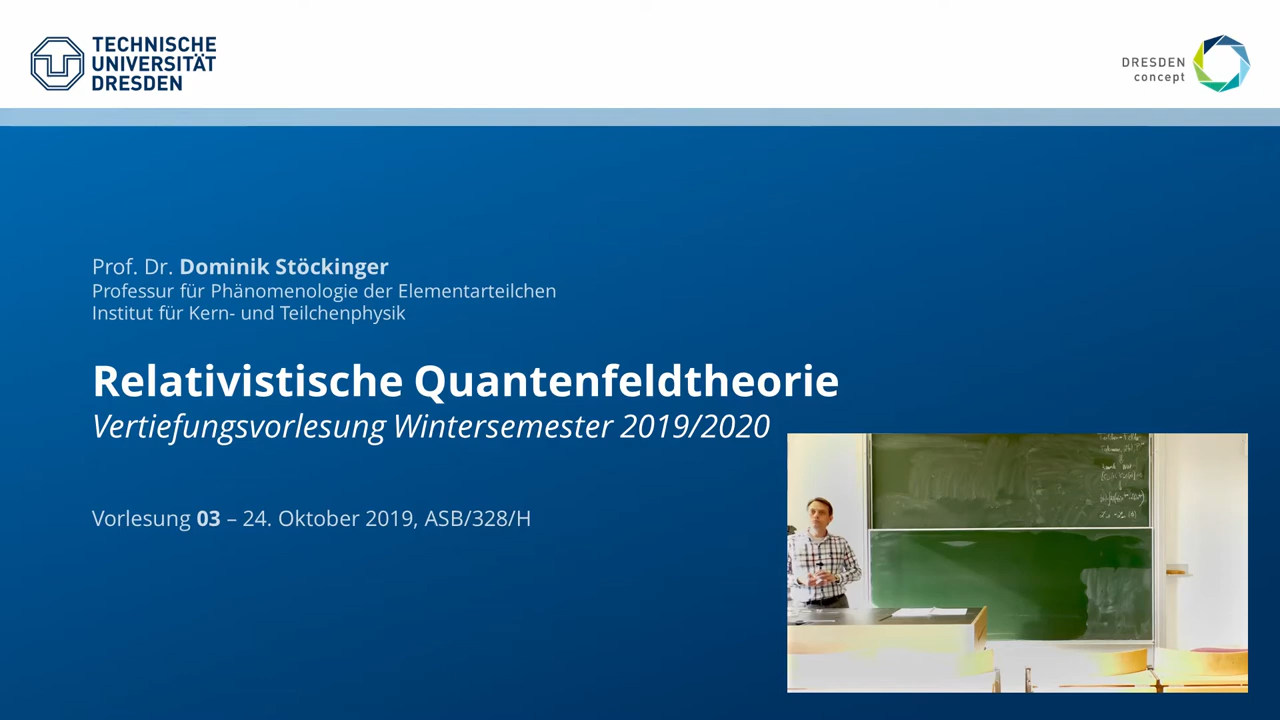 TECHNISCHE
UNIVERSITÄT
DRESDEN
DRESDEN
concept
Prof. Dr. Dominik Stöckinger
Professur für Phänomenologie der Elementarteilchen
Institut für Kern- und Teilchenphysik
Relativistische Quantenfeldtheorie
Vertiefungsvorlesung Wintersemester 2019/2020
Vorlesung 03 – 24. Oktober 2019, ASB/328/H